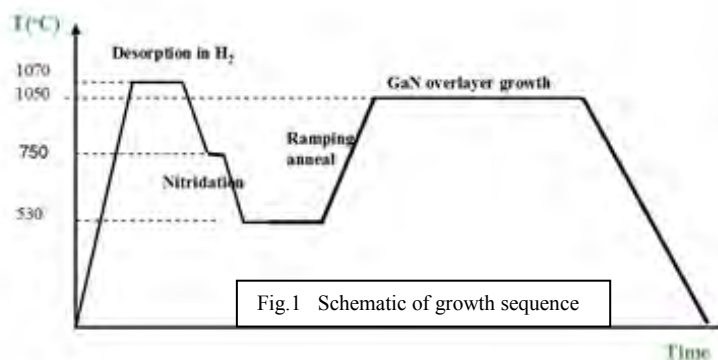 T(°C)
Desorption in H2
1070
1050
GaN overlayer growth
Ramping
anneal
750
Nitridation
530
Fig.1 Schematic of growth sequence
Time